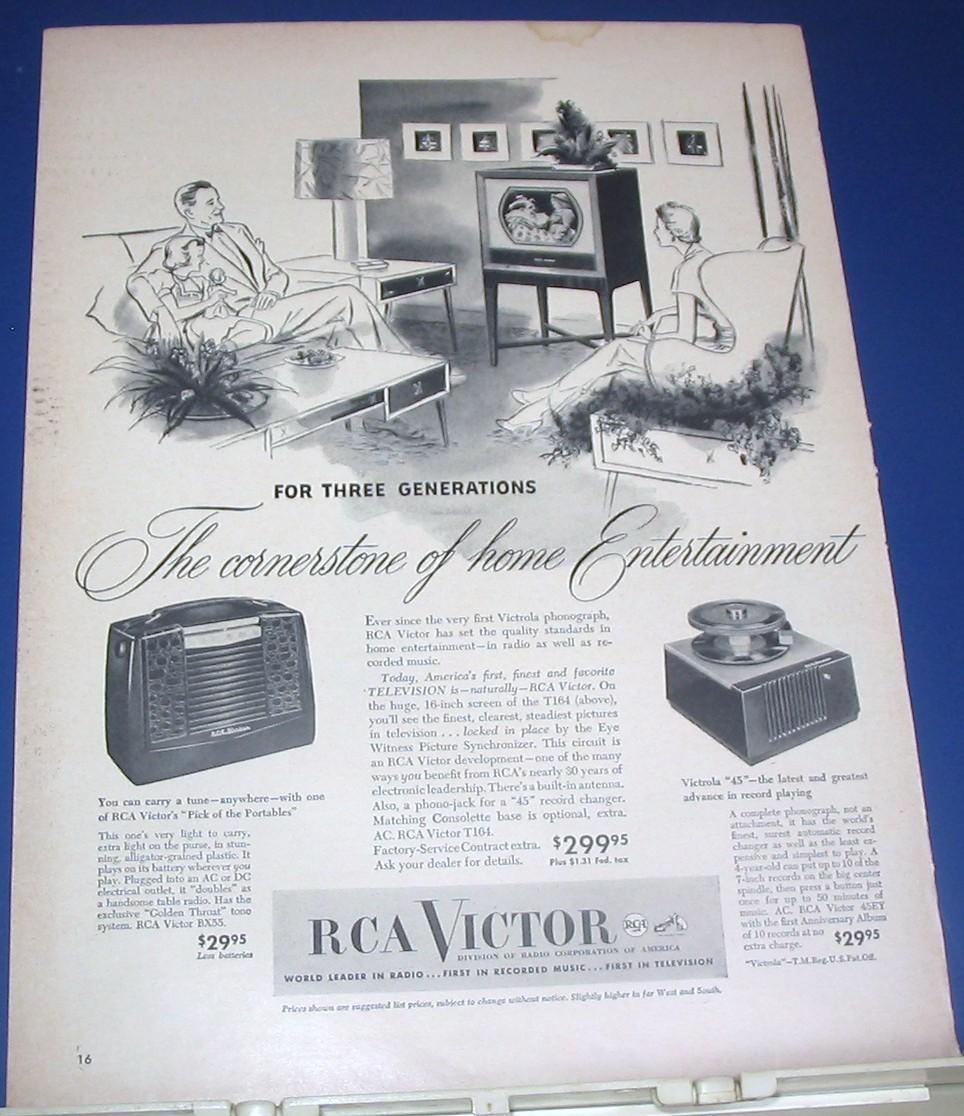 FOR THREE GENERATIONS
The cornerstone of home Entertainment
You can carry a tune—anywhere—with one
of RCA Victor's "Pick of the Portables"
This one's very light to carry,
extra light on the purse, in stun-
ning, alligator-grained plastic. It
plays on its battery wherever you
play. Plugged into an AC or DC
electrical outlet, it "doubles" as
a handsome table radio. Has the
exclusive "Golden Throat" tone
system. RCA Victor BX55.
$2995
Less batteries
Ever since the very first Victrola phonograph,
RCA Victor has set the quality standards in
home entertainment—in radio as well as re-
corded music.
Today, America's first, finest and favorite
TELEVISION is—naturally—RCA Victor. On
the huge, 16-inch screen of the T164 (above),
you'll see the finest, clearest, steadiest pictures
in television . . . locked in place by the Eye
Witness Picture Synchronizer. This circuit is
an RCA Victor development—one of the many
ways you benefit from RCA's nearly 30 years of
electronic leadership. There's a built-in antenna.
Also, a phono-jack for a "45" record changer.
Matching Consolette base is optional, extra.
AC. RCA Victor T164.
Factory-Service Contract extra.
Ask your dealer for details.
$29995
Plus $1.31 Fed. tax
Victrola "45"—the latest and greatest
advance in record playing
A complete phonograph, not an
attachment, it has the world's
finest, surest automatic record
changer as well as the least ex-
pensive and simplest to play. A
4-year-old can put up to 10 of the
7-inch records on the big center
spindle, then press a button just
once for up to 50 minutes of
music. AC. RCA Victor 45EY
with the first Anniversary Album
of 10 records at no
extra charge.
$2995
"Victrola"—T.M.Reg.U.S.Pat.Off.
RCA VICTOR
RCA
DIVISION OF RADIO CORPORATION OF AMERICA
WORLD LEADER IN RADIO...FIRST IN RECORDED MUSIC...FIRST IN TELEVISION
Prices shown are suggested list prices, subject to change without notice. Slightly higher in far West and South.
16